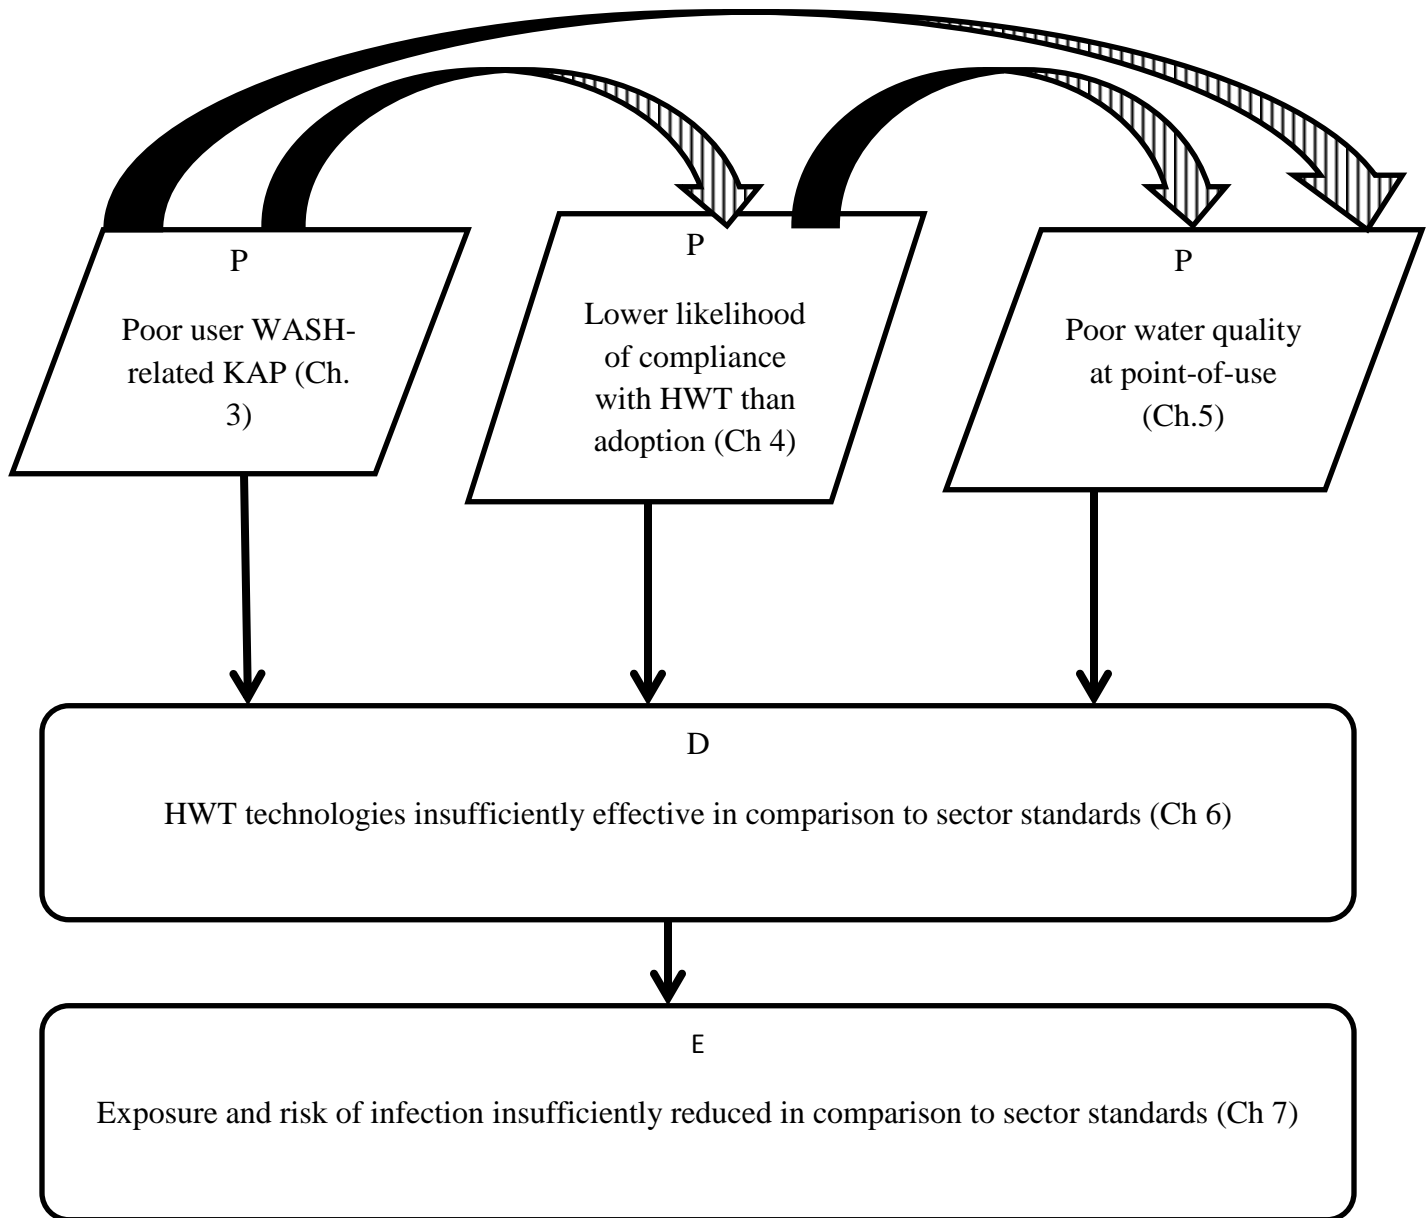 P
Poor user WASH-
related KAP (Ch.
3)
P
Lower likelihood
of compliance
with HWT than
adoption (Ch 4)
P
Poor water quality
at point-of-use
(Ch.5)
D
HWT technologies insufficiently effective in comparison to sector standards (Ch 6)
E
Exposure and risk of infection insufficiently reduced in comparison to sector standards (Ch 7)